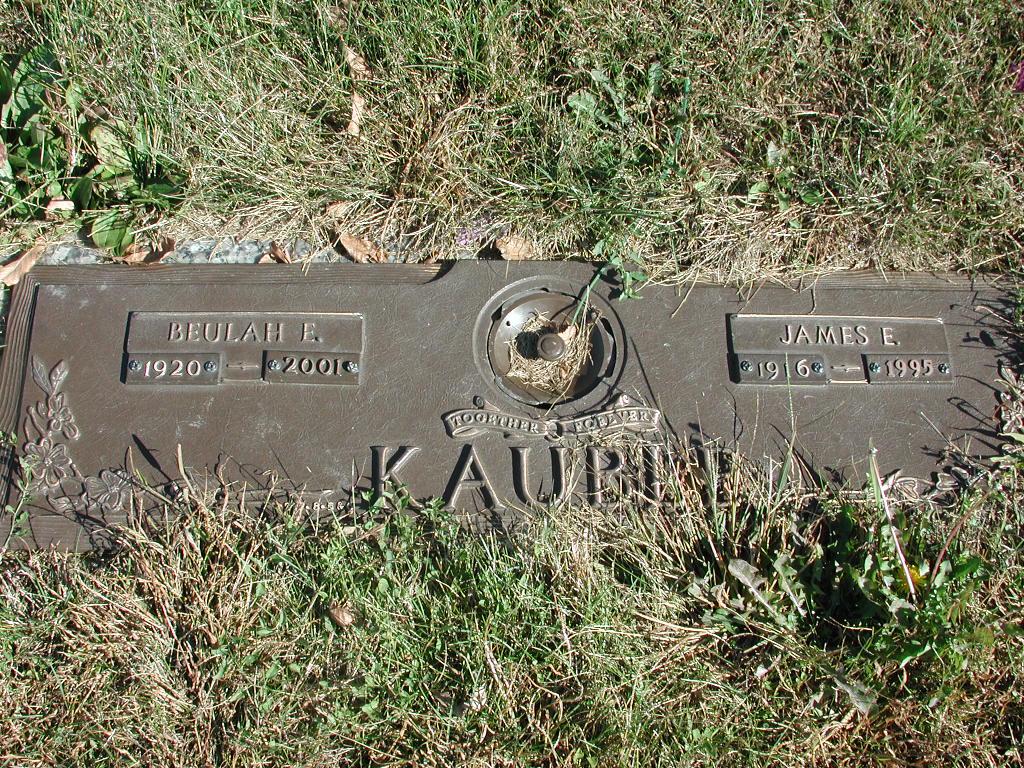 BEULAH E.
1920 2001
JAMES E.
1916 1995
TOGETHER FOREVER